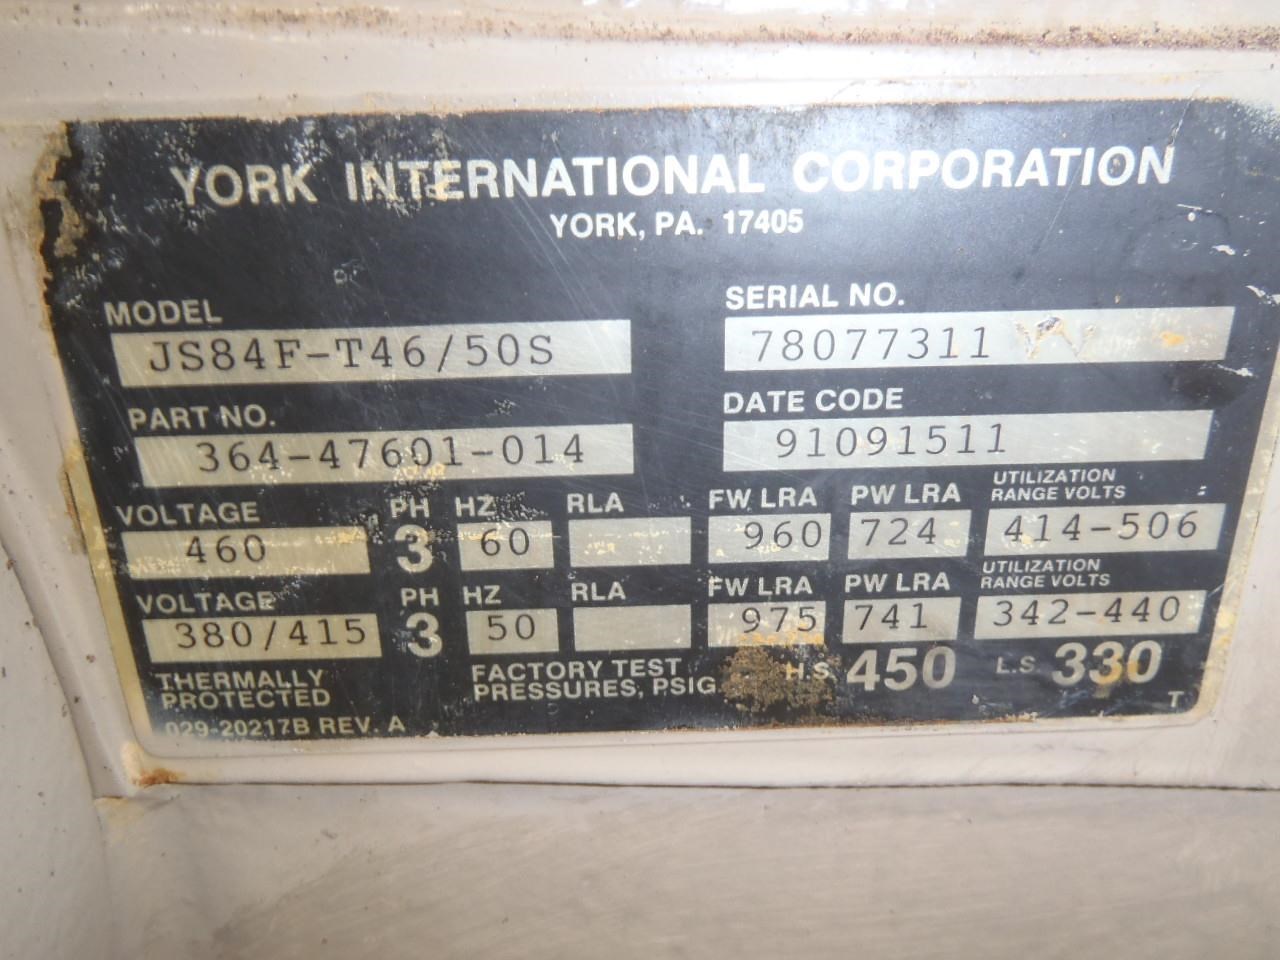 YORK INTERNATIONAL CORPORATION
YORK, PA. 17405
MODEL
JS84F-T46/50S
SERIAL NO.
78077311
PART NO.
364-47601-014
DATE CODE
91091511
VOLTAGE PH HZ RLA FW LRA PW LRA UTILIZATION RANGE VOLTS
460 3 60 960 724 414-506
VOLTAGE PH HZ RLA FW LRA PW LRA UTILIZATION RANGE VOLTS
380/415 3 50 975 741 342-440
THERMALLY
PROTECTED
FACTORY TEST
PRESSURES, PSIG
H.S. 450 L.S. 330
029-20217B REV. A
T